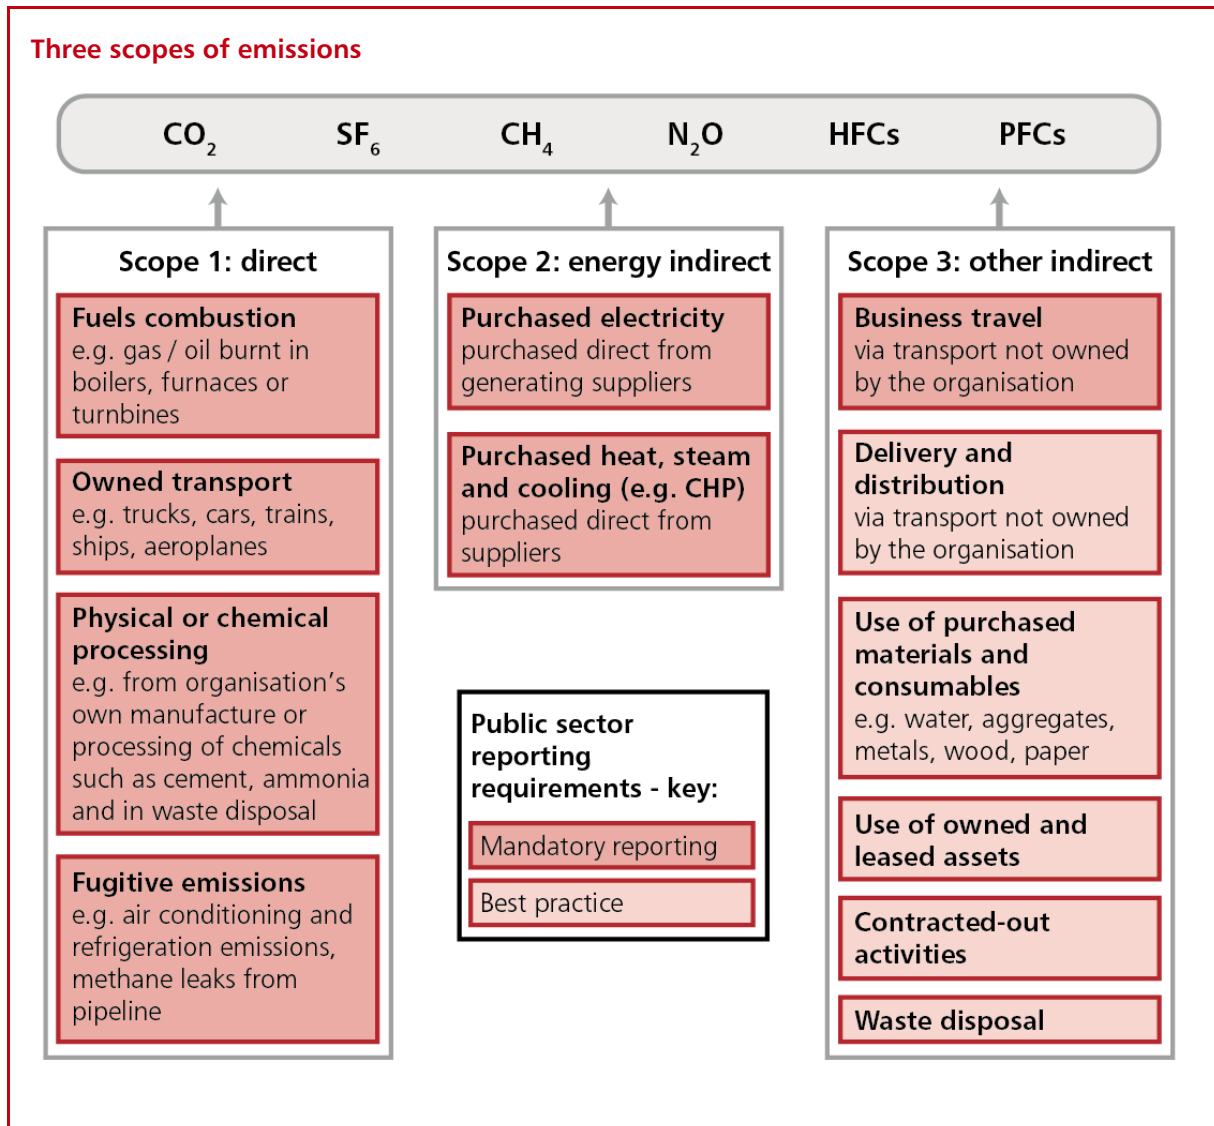 Three scopes of emissions
CO₂ SF₆ CH₄ N₂O HFCs PFCs
Scope 1: direct
Fuels combustion
e.g. gas / oil burnt in
boilers, furnaces or
turnbines
Owned transport
e.g. trucks, cars, trains,
ships, aeroplanes
Physical or chemical
processing
e.g. from organisation’s
own manufacture or
processing of chemicals
such as cement, ammonia
and in waste disposal
Fugitive emissions
e.g. air conditioning and
refrigeration emissions,
methane leaks from
pipeline
Scope 2: energy indirect
Purchased electricity
purchased direct from
generating suppliers
Purchased heat, steam
and cooling (e.g. CHP)
purchased direct from
suppliers
Public sector
reporting
requirements - key:
Mandatory reporting
Best practice
Scope 3: other indirect
Business travel
via transport not owned
by the organisation
Delivery and
distribution
via transport not owned
by the organisation
Use of purchased
materials and
consumables
e.g. water, aggregates,
metals, wood, paper
Use of owned and
leased assets
Contracted-out
activities
Waste disposal